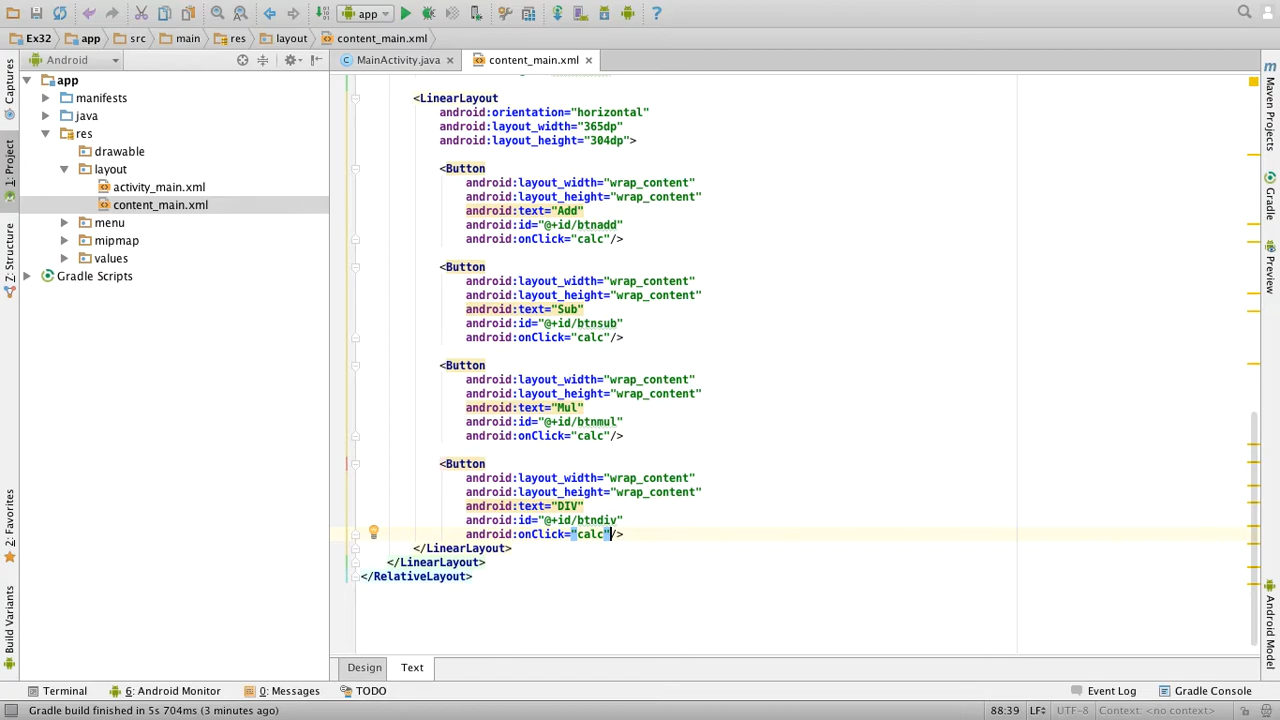 app
Ex32
app
src
main
res
layout
content_main.xml
Android
MainActivity.java
content_main.xml
Captures
1: Project
7: Structure
2: Favorites
Build Variants
app
manifests
java
res
drawable
layout
activity_main.xml
content_main.xml
menu
mipmap
values
Gradle Scripts
<LinearLayout
android:orientation="horizontal"
android:layout_width="365dp"
android:layout_height="304dp">
<Button
android:layout_width="wrap_content"
android:layout_height="wrap_content"
android:text="Add"
android:id="@+id/btnadd"
android:onClick="calc"/>
<Button
android:layout_width="wrap_content"
android:layout_height="wrap_content"
android:text="Sub"
android:id="@+id/btnsub"
android:onClick="calc"/>
<Button
android:layout_width="wrap_content"
android:layout_height="wrap_content"
android:text="Mul"
android:id="@+id/btnmul"
android:onClick="calc"/>
<Button
android:layout_width="wrap_content"
android:layout_height="wrap_content"
android:text="DIV"
android:id="@+id/btndiv"
android:onClick="calc"/>
</LinearLayout>
</LinearLayout>
</RelativeLayout>
Maven Projects
Gradle
Preview
Android Model
Design
Text
Terminal
6: Android Monitor
0: Messages
TODO
Event Log
Gradle Console
Gradle build finished in 5s 704ms (3 minutes ago)
88:39
LF
UTF-8
Context: <no context>